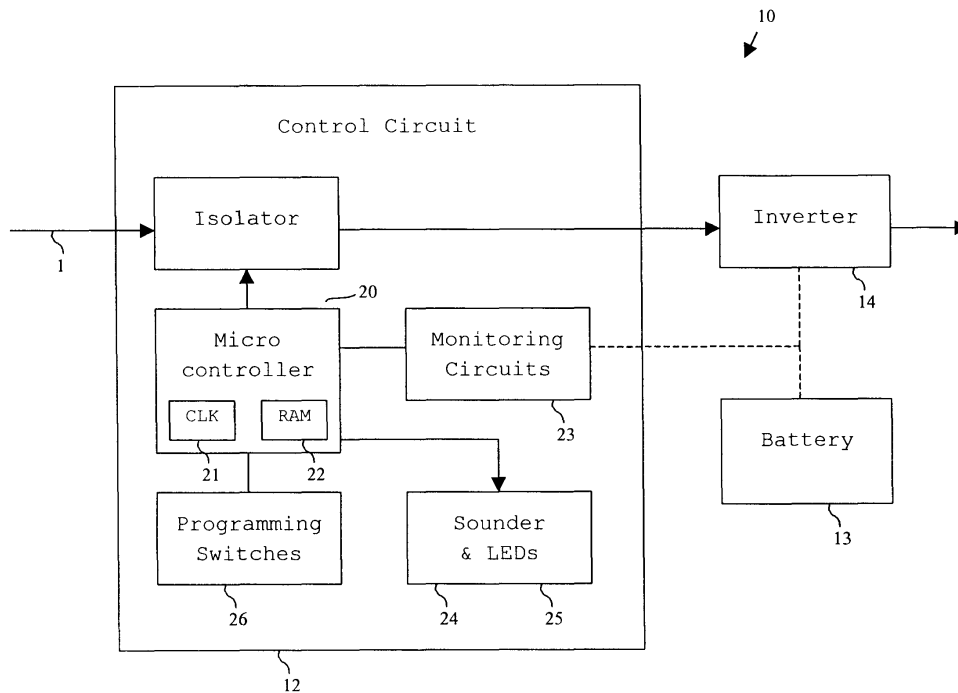 10
Control Circuit
Isolator
Inverter
1
14
20
Micro
controller
CLK
RAM
21
22
Monitoring
Circuits
23
Battery
13
Programming
Switches
26
Sounder
& LEDs
24
25
12